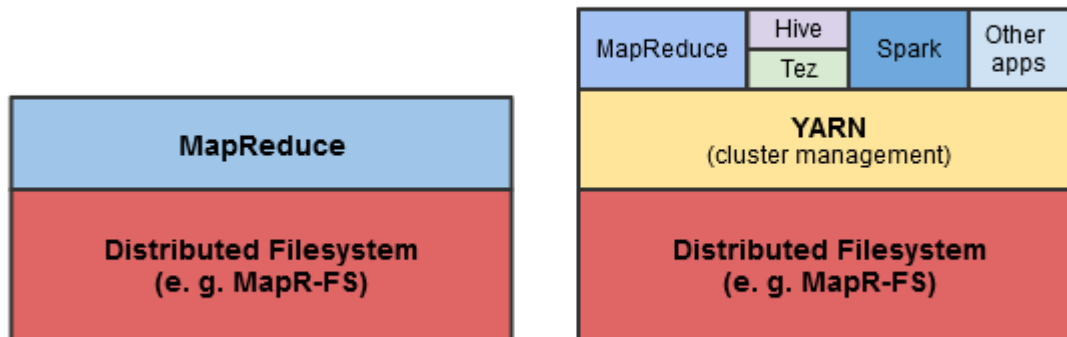 MapReduce
Distributed Filesystem
(e. g. MapR-FS)
MapReduce
Hive
Tez
Spark
Other
apps
YARN
(cluster management)
Distributed Filesystem
(e. g. MapR-FS)